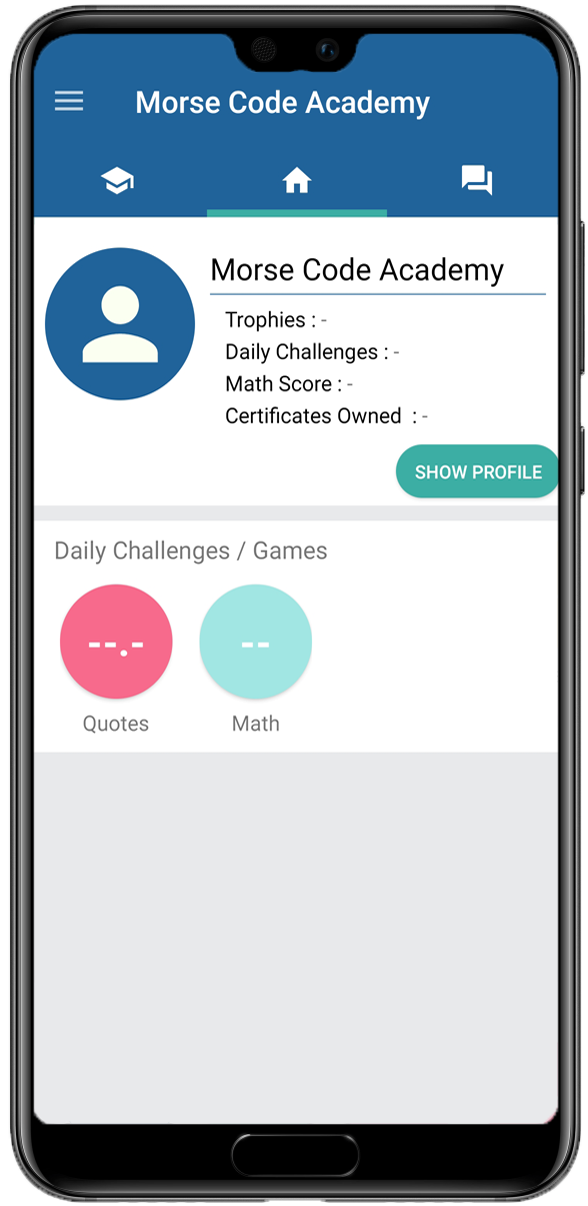 Morse Code Academy
Morse Code Academy
Trophies : -
Daily Challenges : -
Math Score : -
Certificates Owned  : -
SHOW PROFILE
Daily Challenges / Games
--.- --
Quotes Math